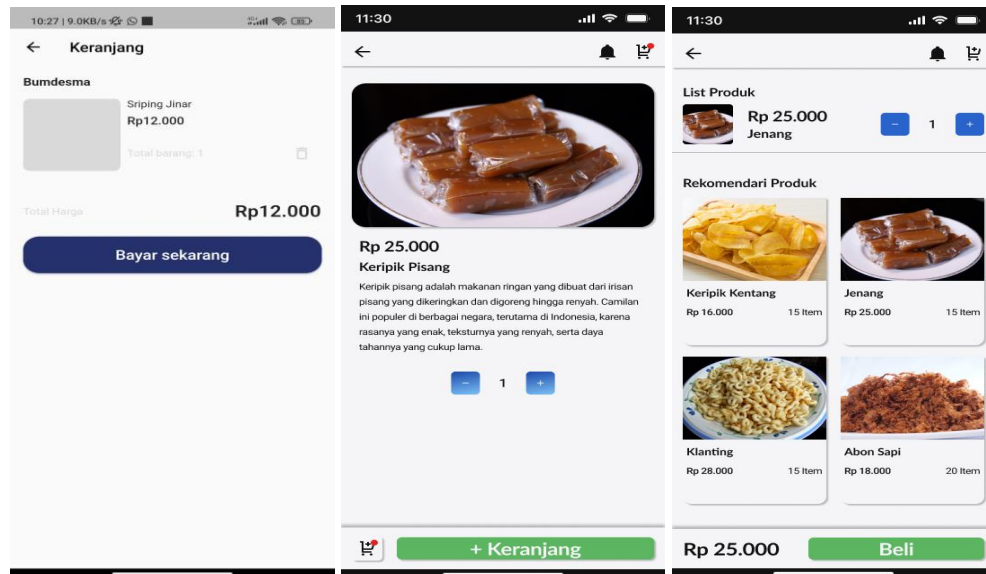 10:27 | 9.0KB/s
Keranjang
Bumdesma
Sriping Jinar
Rp12.000
Total barang: 1
Total Harga
Rp12.000
Bayar sekarang
11:30
Rp 25.000
Keripik Pisang
Keripik pisang adalah makanan ringan yang dibuat dari irisan
pisang yang dikeringkan dan digoreng hingga renyah. Camilan
ini populer di berbagai negara, terutama di Indonesia, karena
rasanya yang enak, teksturnya yang renyah, serta daya
tahannya yang cukup lama.
- 1 +
+ Keranjang
11:30
List Produk
Rp 25.000
Jenang
- 1 +
Rekomendari Produk
Keripik Kentang
Rp 16.000 15 Item
Jenang
Rp 25.000 15 Item
Klanting
Rp 28.000 15 Item
Abon Sapi
Rp 18.000 20 Item
Rp 25.000
Beli